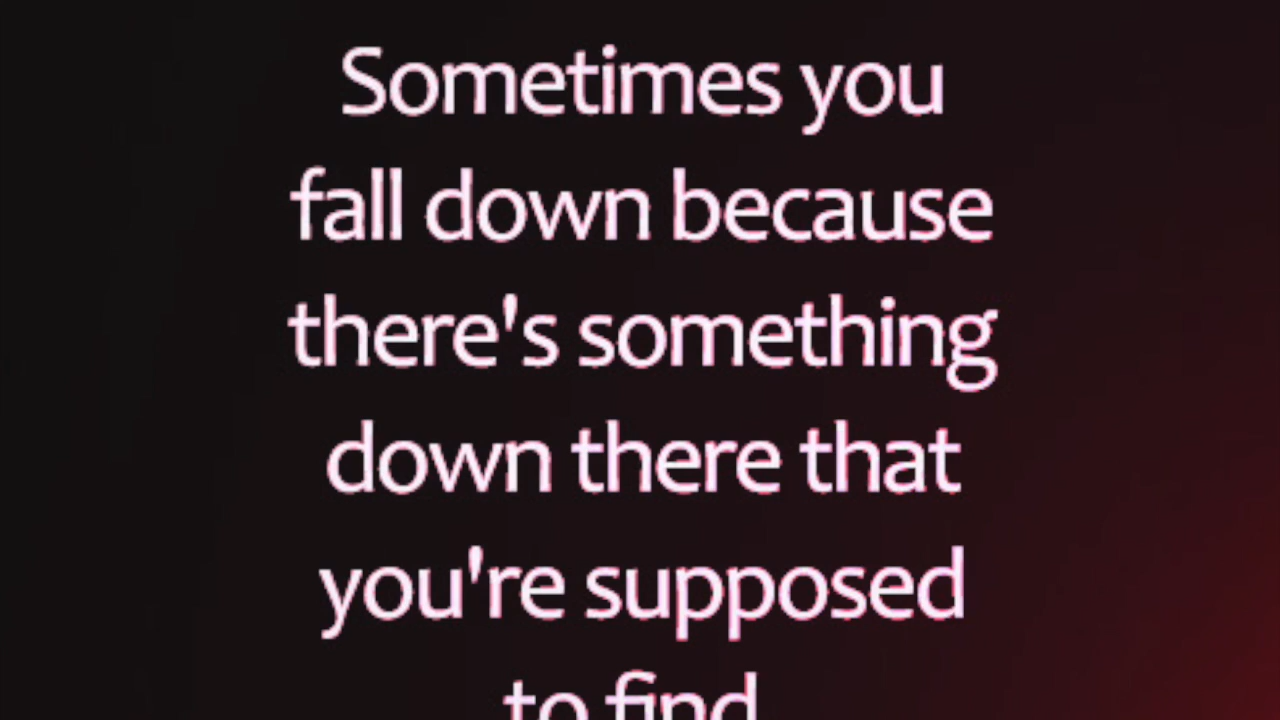 Sometimes you
fall down because
there's something
down there that
you're supposed
to find